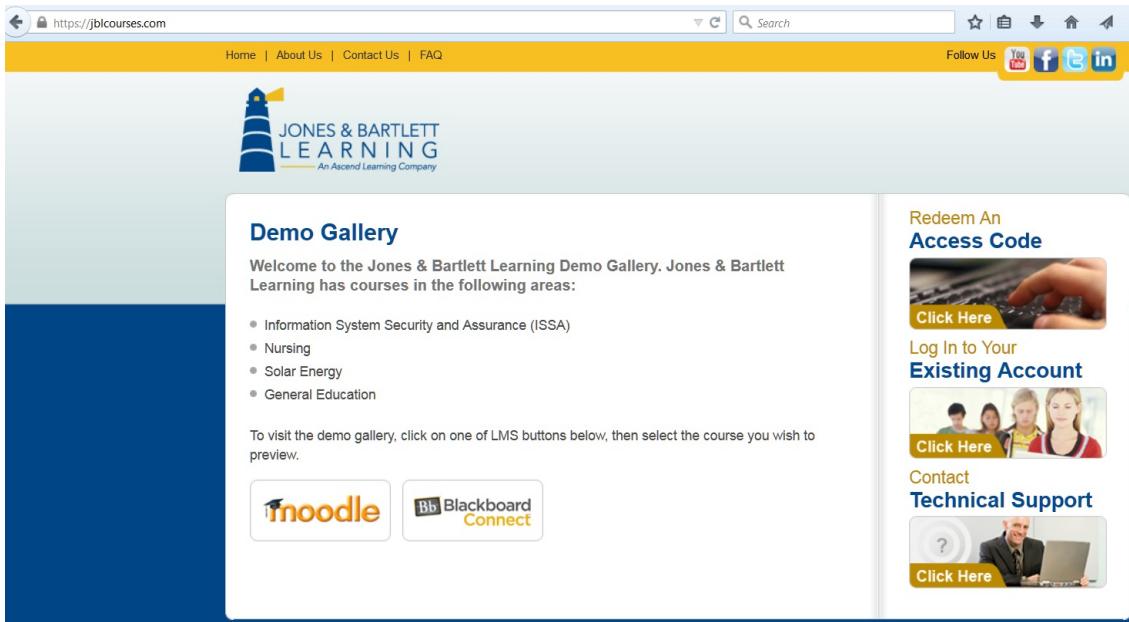 https://jblcourses.com
Search
Home | About Us | Contact Us | FAQ
Follow Us
You
Tube
f
t
in
JONES & BARTLETT
LEARNING
An Ascend Learning Company
Demo Gallery
Welcome to the Jones & Bartlett Learning Demo Gallery. Jones & Bartlett
Learning has courses in the following areas:
Information System Security and Assurance (ISSA)
Nursing
Solar Energy
General Education
To visit the demo gallery, click on one of LMS buttons below, then select the course you wish to
preview.
moodle
Bb Blackboard
Connect
Redeem An
Access Code
Click Here
Log In to Your
Existing Account
Click Here
Contact
Technical Support
?
Click Here